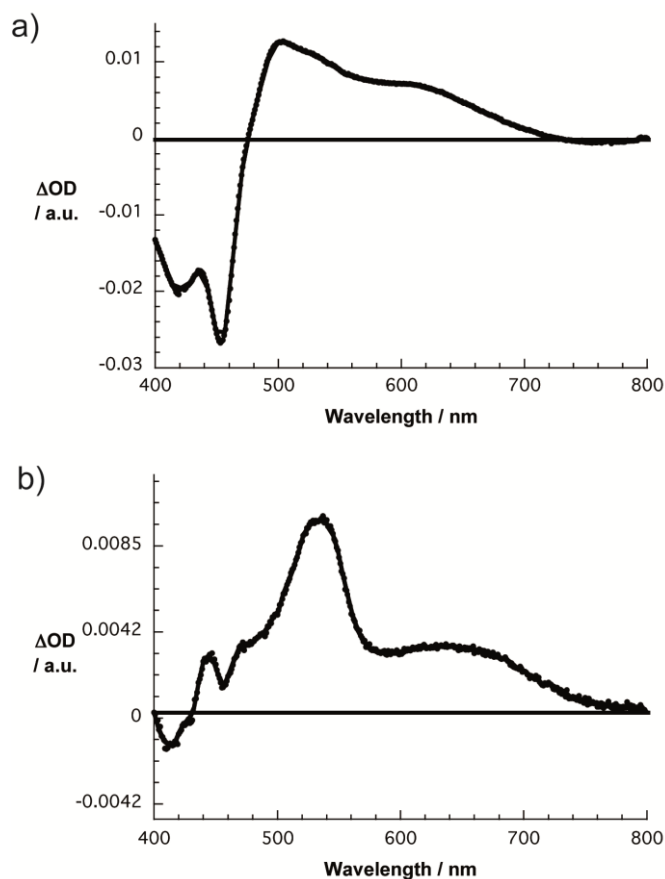 a)
0.01
0
ΔOD
/ a.u.
-0.01
-0.02
-0.03
400 500 600 700 800
Wavelength / nm
b)
0.0085
0.0042
ΔOD
/ a.u.
0
-0.0042
400 500 600 700 800
Wavelength / nm